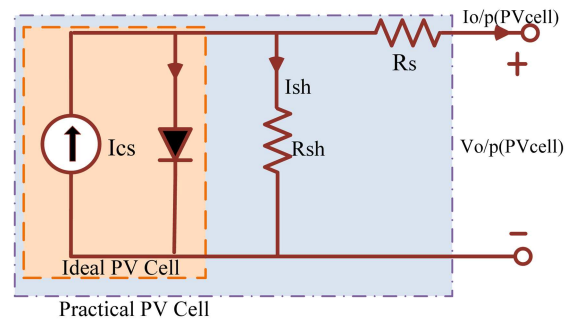 Io/p(PVcell)
+
Rs
Ish
Ics
Rsh
Vo/p(PVcell)
−
Ideal PV Cell
Practical PV Cell